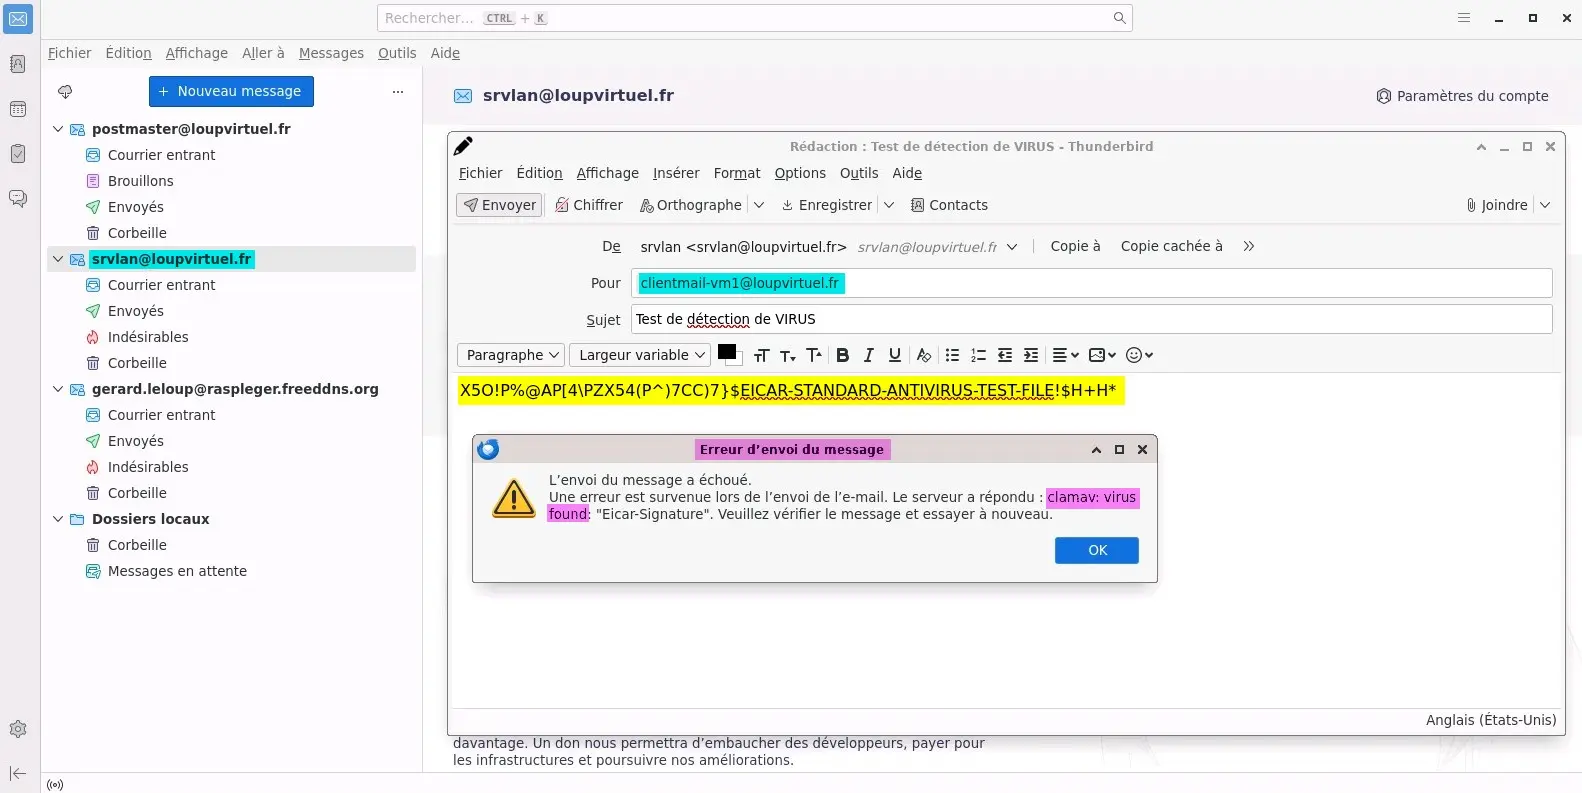 Rechercher… CTRL + K
Fichier Édition Affichage Aller à Messages Outils Aide
+ Nouveau message ...
postmaster@loupvirtuel.fr
Courrier entrant
Brouillons
Envoyés
Corbeille
srvlan@loupvirtuel.fr
Courrier entrant
Envoyés
Indésirables
Corbeille
gerard.leloup@raspleger.freeddns.org
Courrier entrant
Envoyés
Indésirables
Corbeille
Dossiers locaux
Corbeille
Messages en attente
srvlan@loupvirtuel.fr Paramètres du compte
Rédaction : Test de détection de VIRUS - Thunderbird
Fichier Édition Affichage Insérer Format Options Outils Aide
Envoyer Chiffrer Orthographe Enregistrer Contacts Joindre
De srvlan <srvlan@loupvirtuel.fr> srvlan@loupvirtuel.fr Copie à Copie cachée à
Pour clientmail-vm1@loupvirtuel.fr
Sujet Test de détection de VIRUS
Paragraphe Largeur variable
X5O!P%@AP[4\PZX54(P^)7CC)7}$EICAR-STANDARD-ANTIVIRUS-TEST-FILE!$H+H*
Erreur d’envoi du message
L’envoi du message a échoué.
Une erreur est survenue lors de l’envoi de l’e-mail. Le serveur a répondu : clamav: virus
found: "Eicar-Signature". Veuillez vérifier le message et essayer à nouveau.
OK
Anglais (États-Unis)
davantage. Un don nous permettra d’embaucher des développeurs, payer pour
les infrastructures et poursuivre nos améliorations.